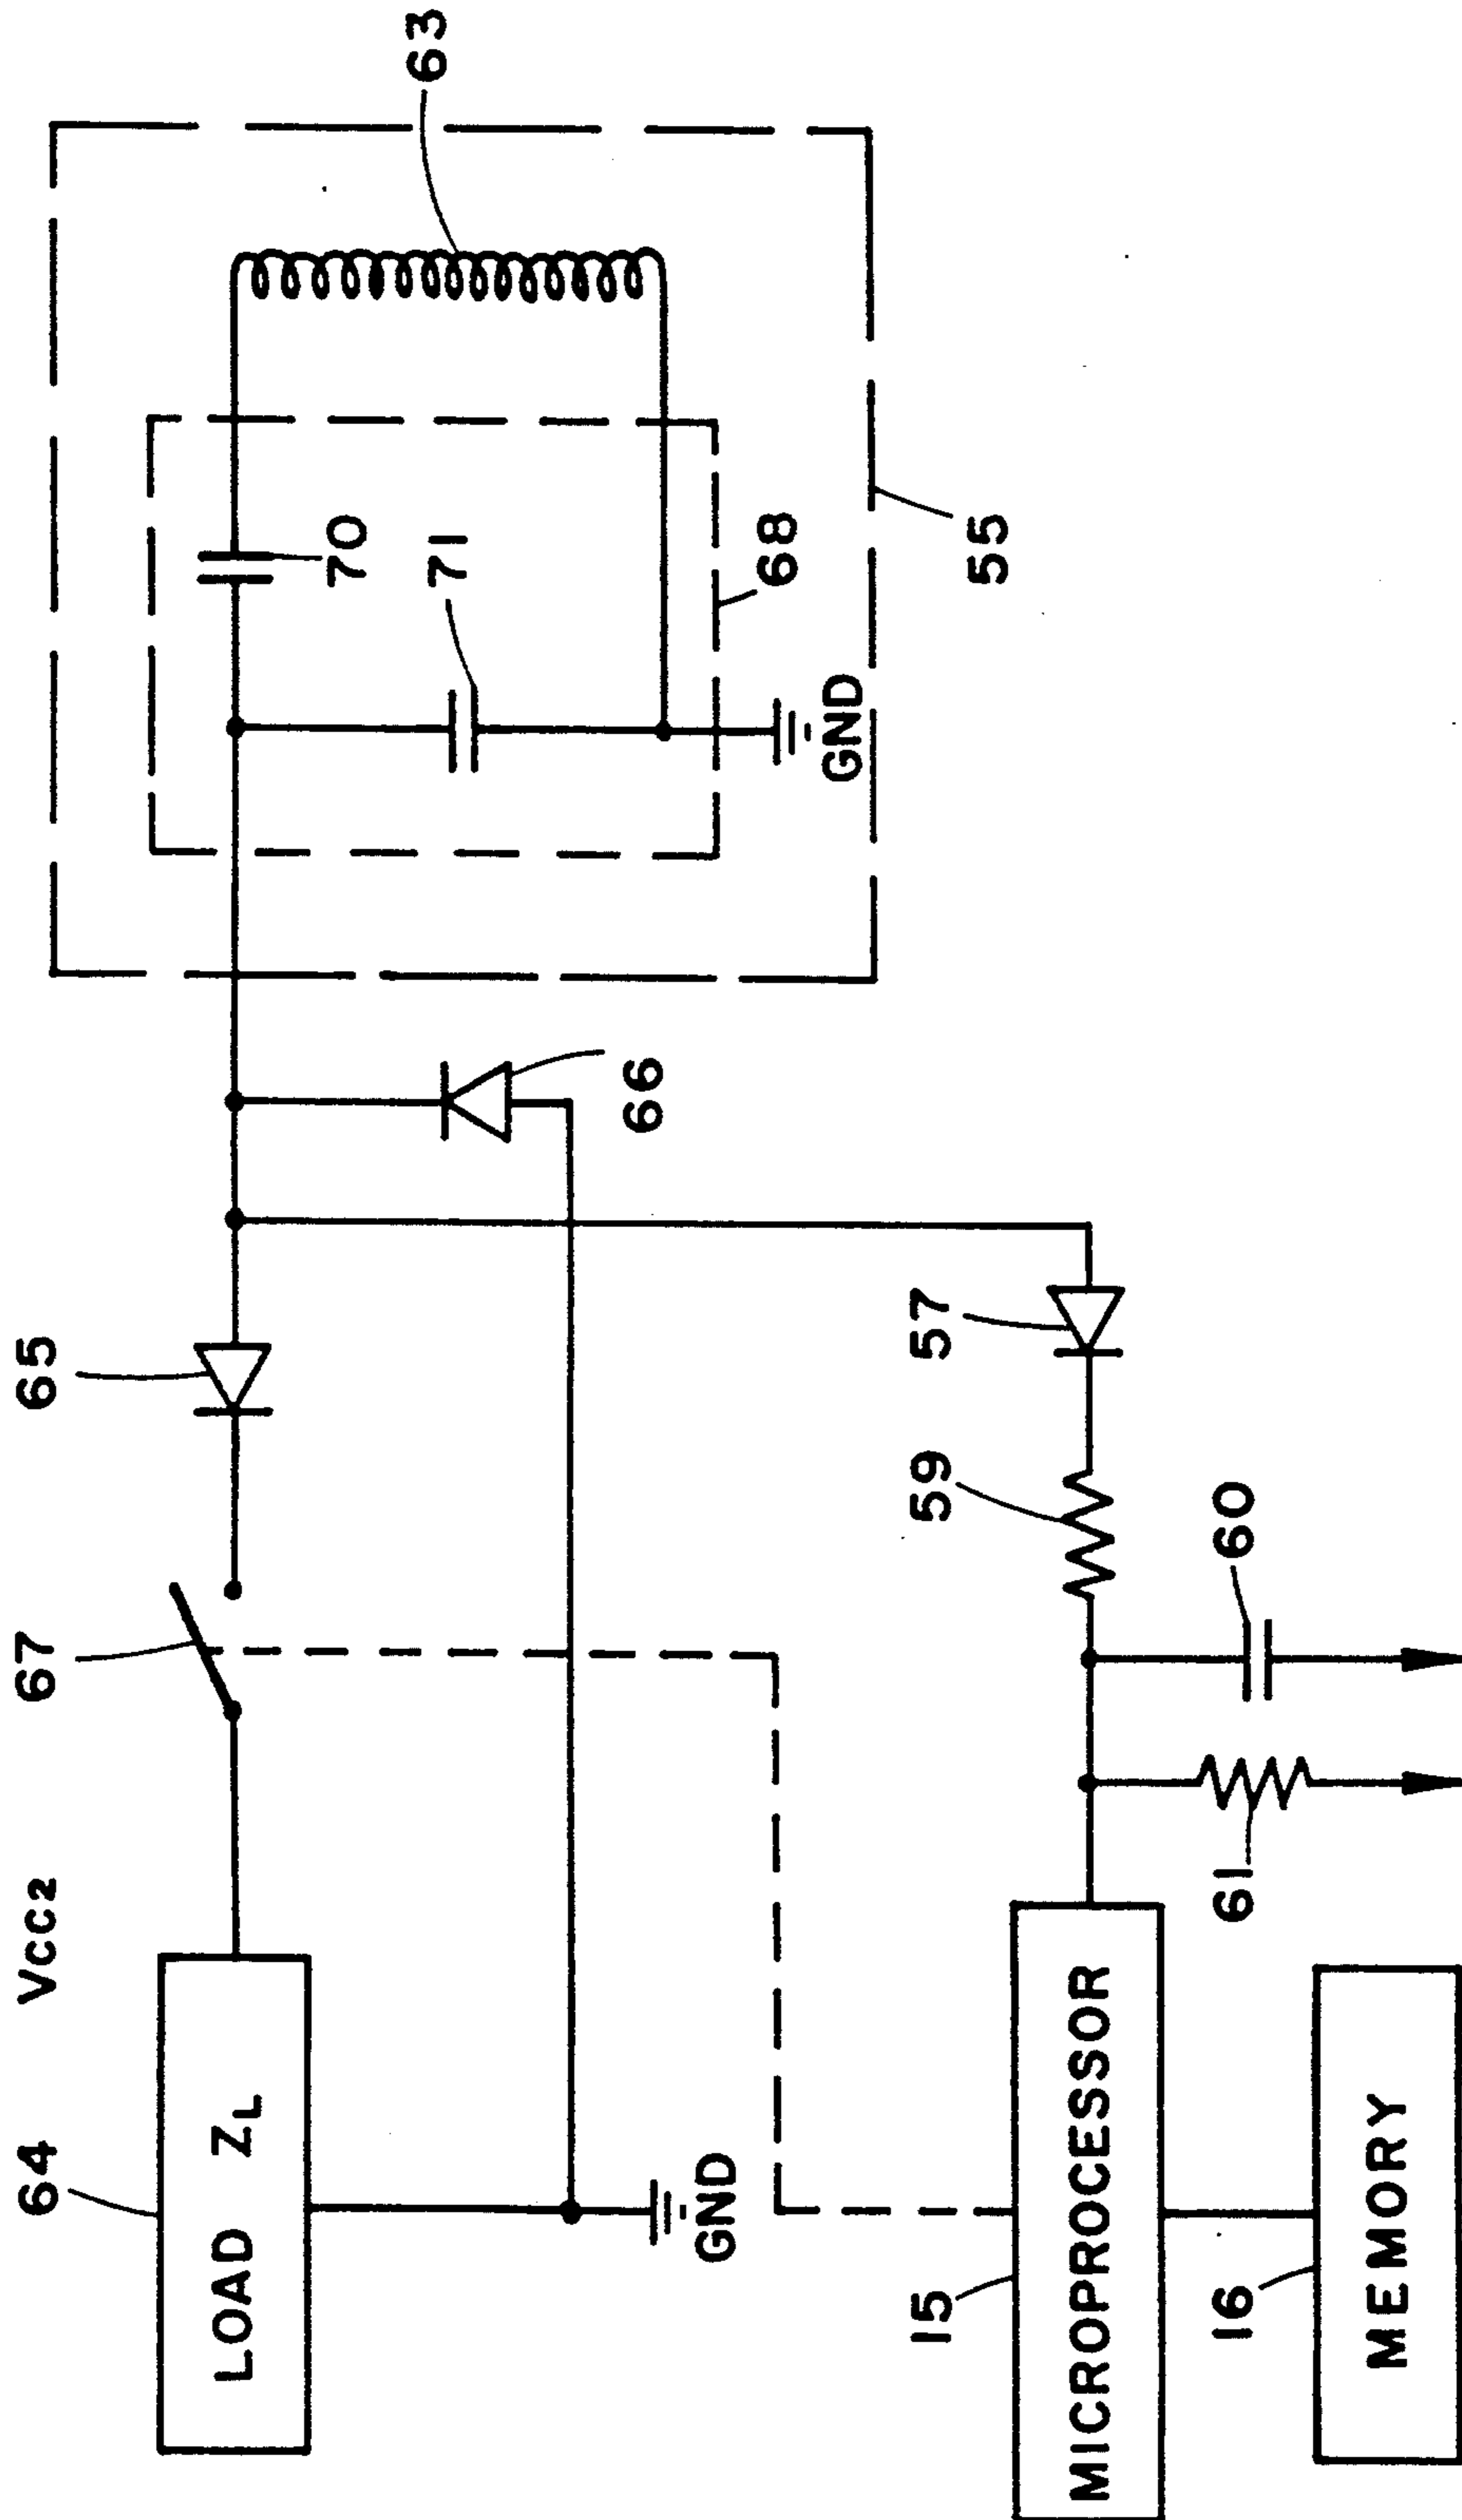 64
Vcc2
67
65
LOAD ZL
70
63
71
66
GND
68
GND
15
59
57
55
MICROPROCESSOR
16
61
60
MEMORY